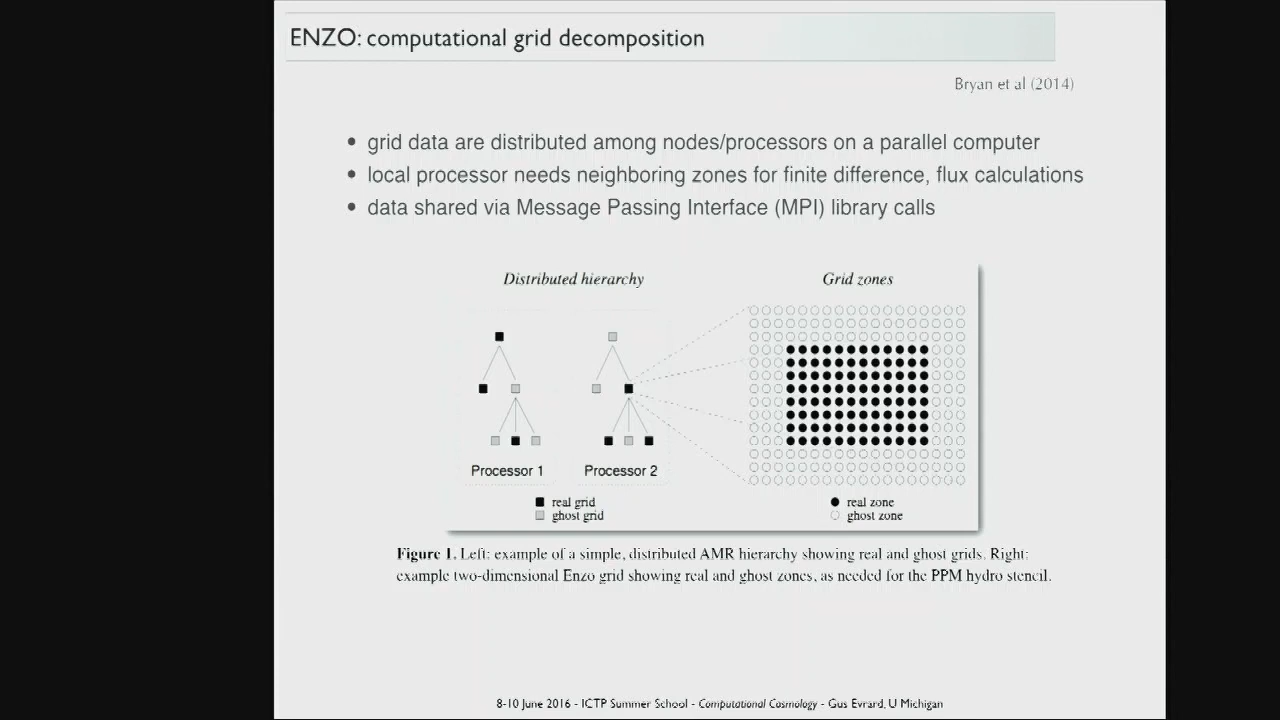 ENZO: computational grid decomposition
Bryan et al (2014)
• grid data are distributed among nodes/processors on a parallel computer
• local processor needs neighboring zones for finite difference, flux calculations
• data shared via Message Passing Interface (MPI) library calls
Distributed hierarchy
Grid zones
Processor 1
Processor 2
real grid
ghost grid
real zone
ghost zone
Figure 1. Left: example of a simple, distributed AMR hierarchy showing real and ghost grids. Right:
example two-dimensional Enzo grid showing real and ghost zones, as needed for the PPM hydro stencil.
8-10 June 2016 - ICTP Summer School - Computational Cosmology - Gus Evrard, U Michigan